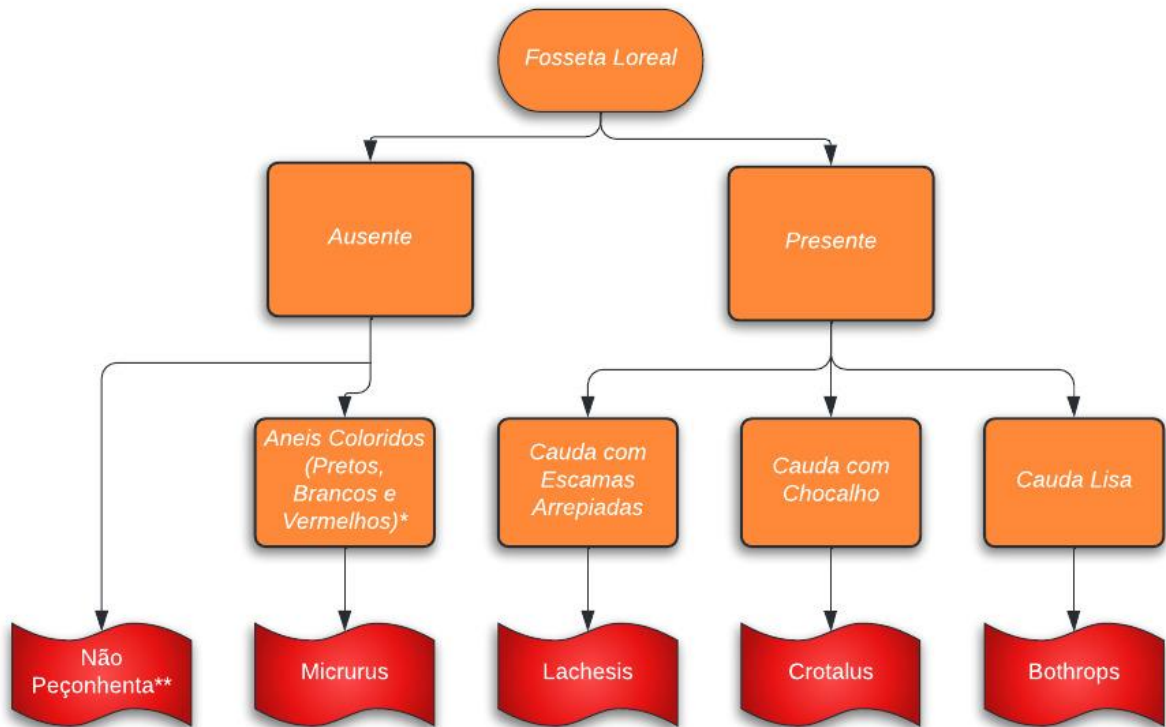 Fosseta Loreal
Ausente
Presente
Aneis Coloridos
(Pretos,
Brancos e
Vermelhos)*
Cauda com
Escamas
Arrepiadas
Cauda com
Chocalho
Cauda Lisa
Não
Peçonhenta**
Micrurus
Lachesis
Crotalus
Bothrops